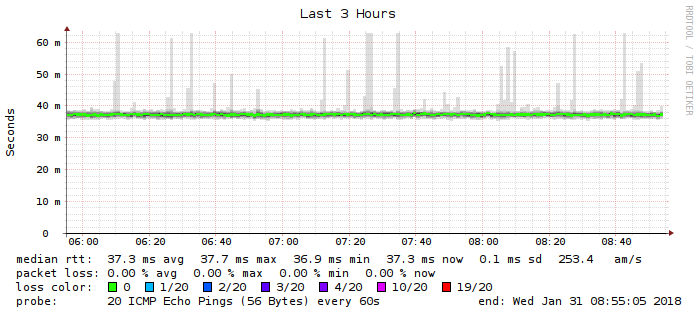 Last 3 Hours
RRDTOOL / TOBI OETIKER
Seconds
60 m
50 m
40 m
30 m
20 m
10 m
0
06:00 06:20 06:40 07:00 07:20 07:40 08:00 08:20 08:40
median rtt: 37.3 ms avg 37.7 ms max 36.9 ms min 37.3 ms now 0.1 ms sd 253.4 am/s
packet loss: 0.00 % avg 0.00 % max 0.00 % min 0.00 % now
loss color: 0 1/20 2/20 3/20 4/20 10/20 19/20
probe: 20 ICMP Echo Pings (56 Bytes) every 60s end: Wed Jan 31 08:55:05 2018